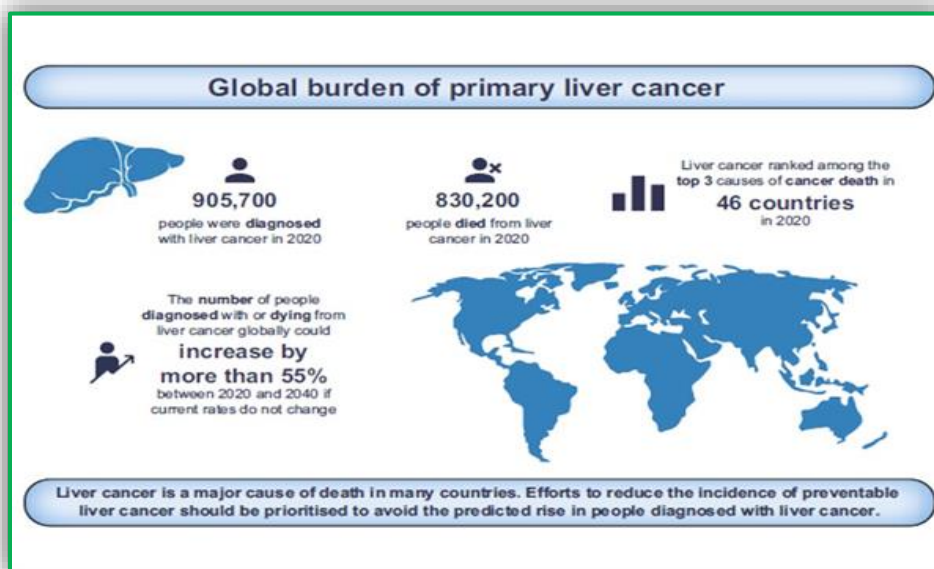 Global burden of primary liver cancer
905,700
people were diagnosed
with liver cancer in 2020
830,200
people died from liver
cancer in 2020
Liver cancer ranked among the
top 3 causes of cancer death in
46 countries
in 2020
The number of people
diagnosed with or dying from
liver cancer globally could
increase by
more than 55%
between 2020 and 2040 if
current rates do not change
Liver cancer is a major cause of death in many countries. Efforts to reduce the incidence of preventable
liver cancer should be prioritised to avoid the predicted rise in people diagnosed with liver cancer.